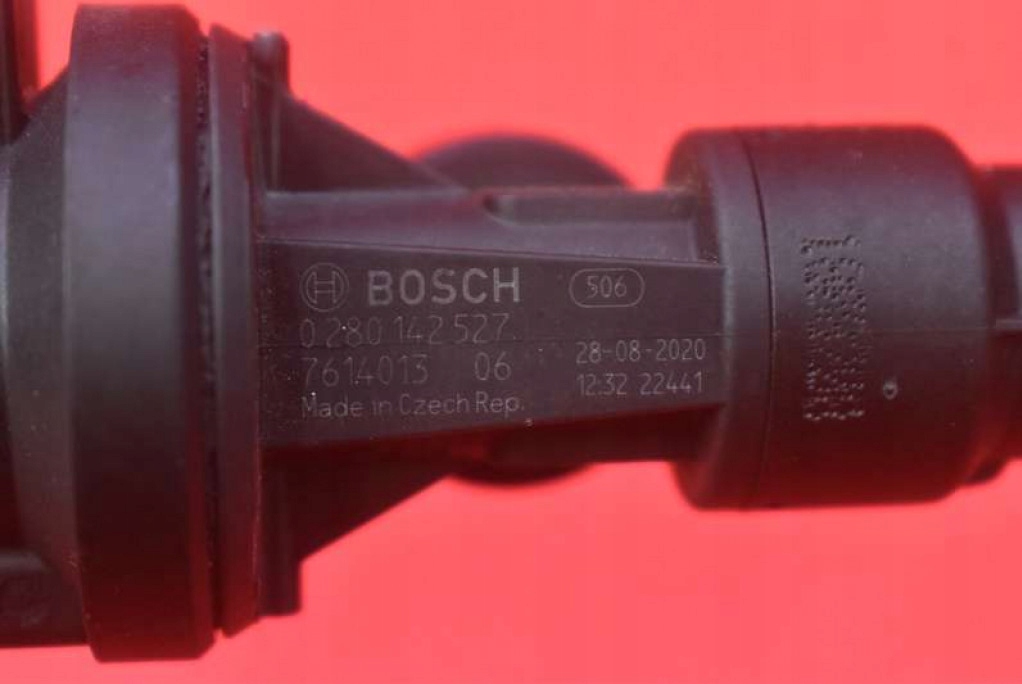 BOSCH 506
0 280 142 527
7614013 06
Made in Czech Rep.
28-08-2020
12:32 22441